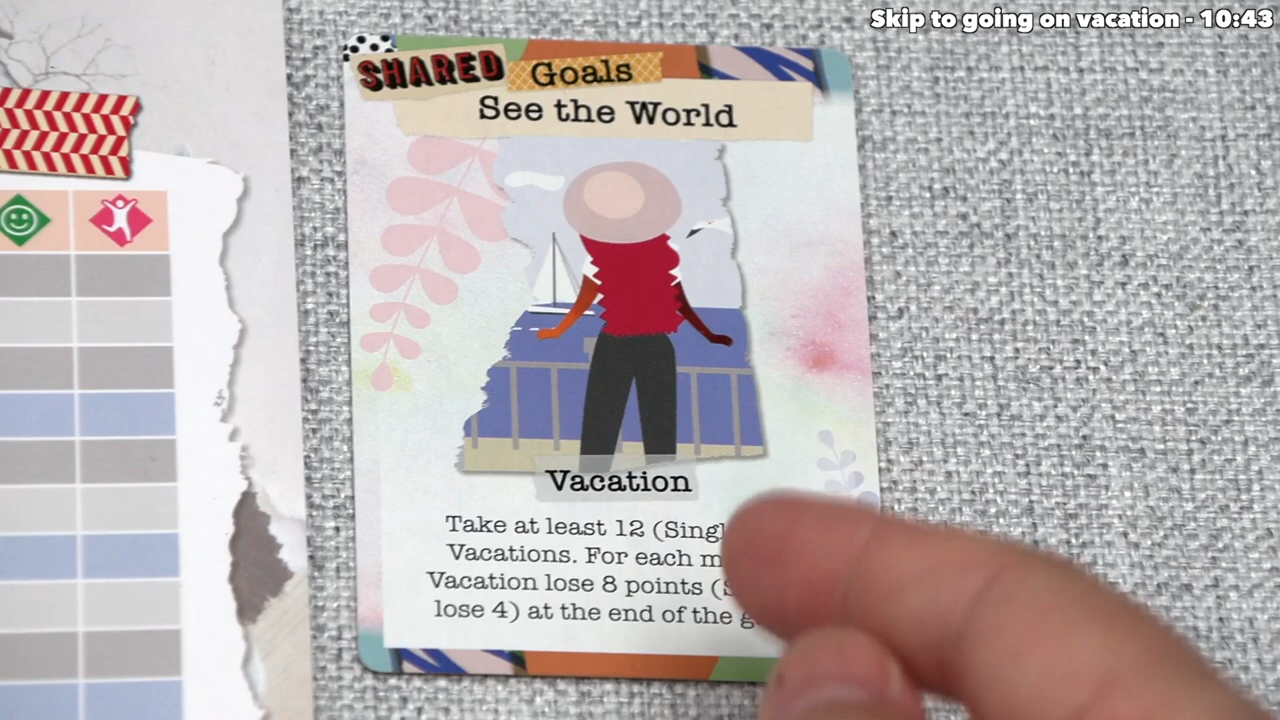 Skip to going on vacation - 10:43
SHARED Goals
See the World
Vacation
Take at least 12
Vacations. For each
Vacation lose 8 points
lose 4) at the end of the